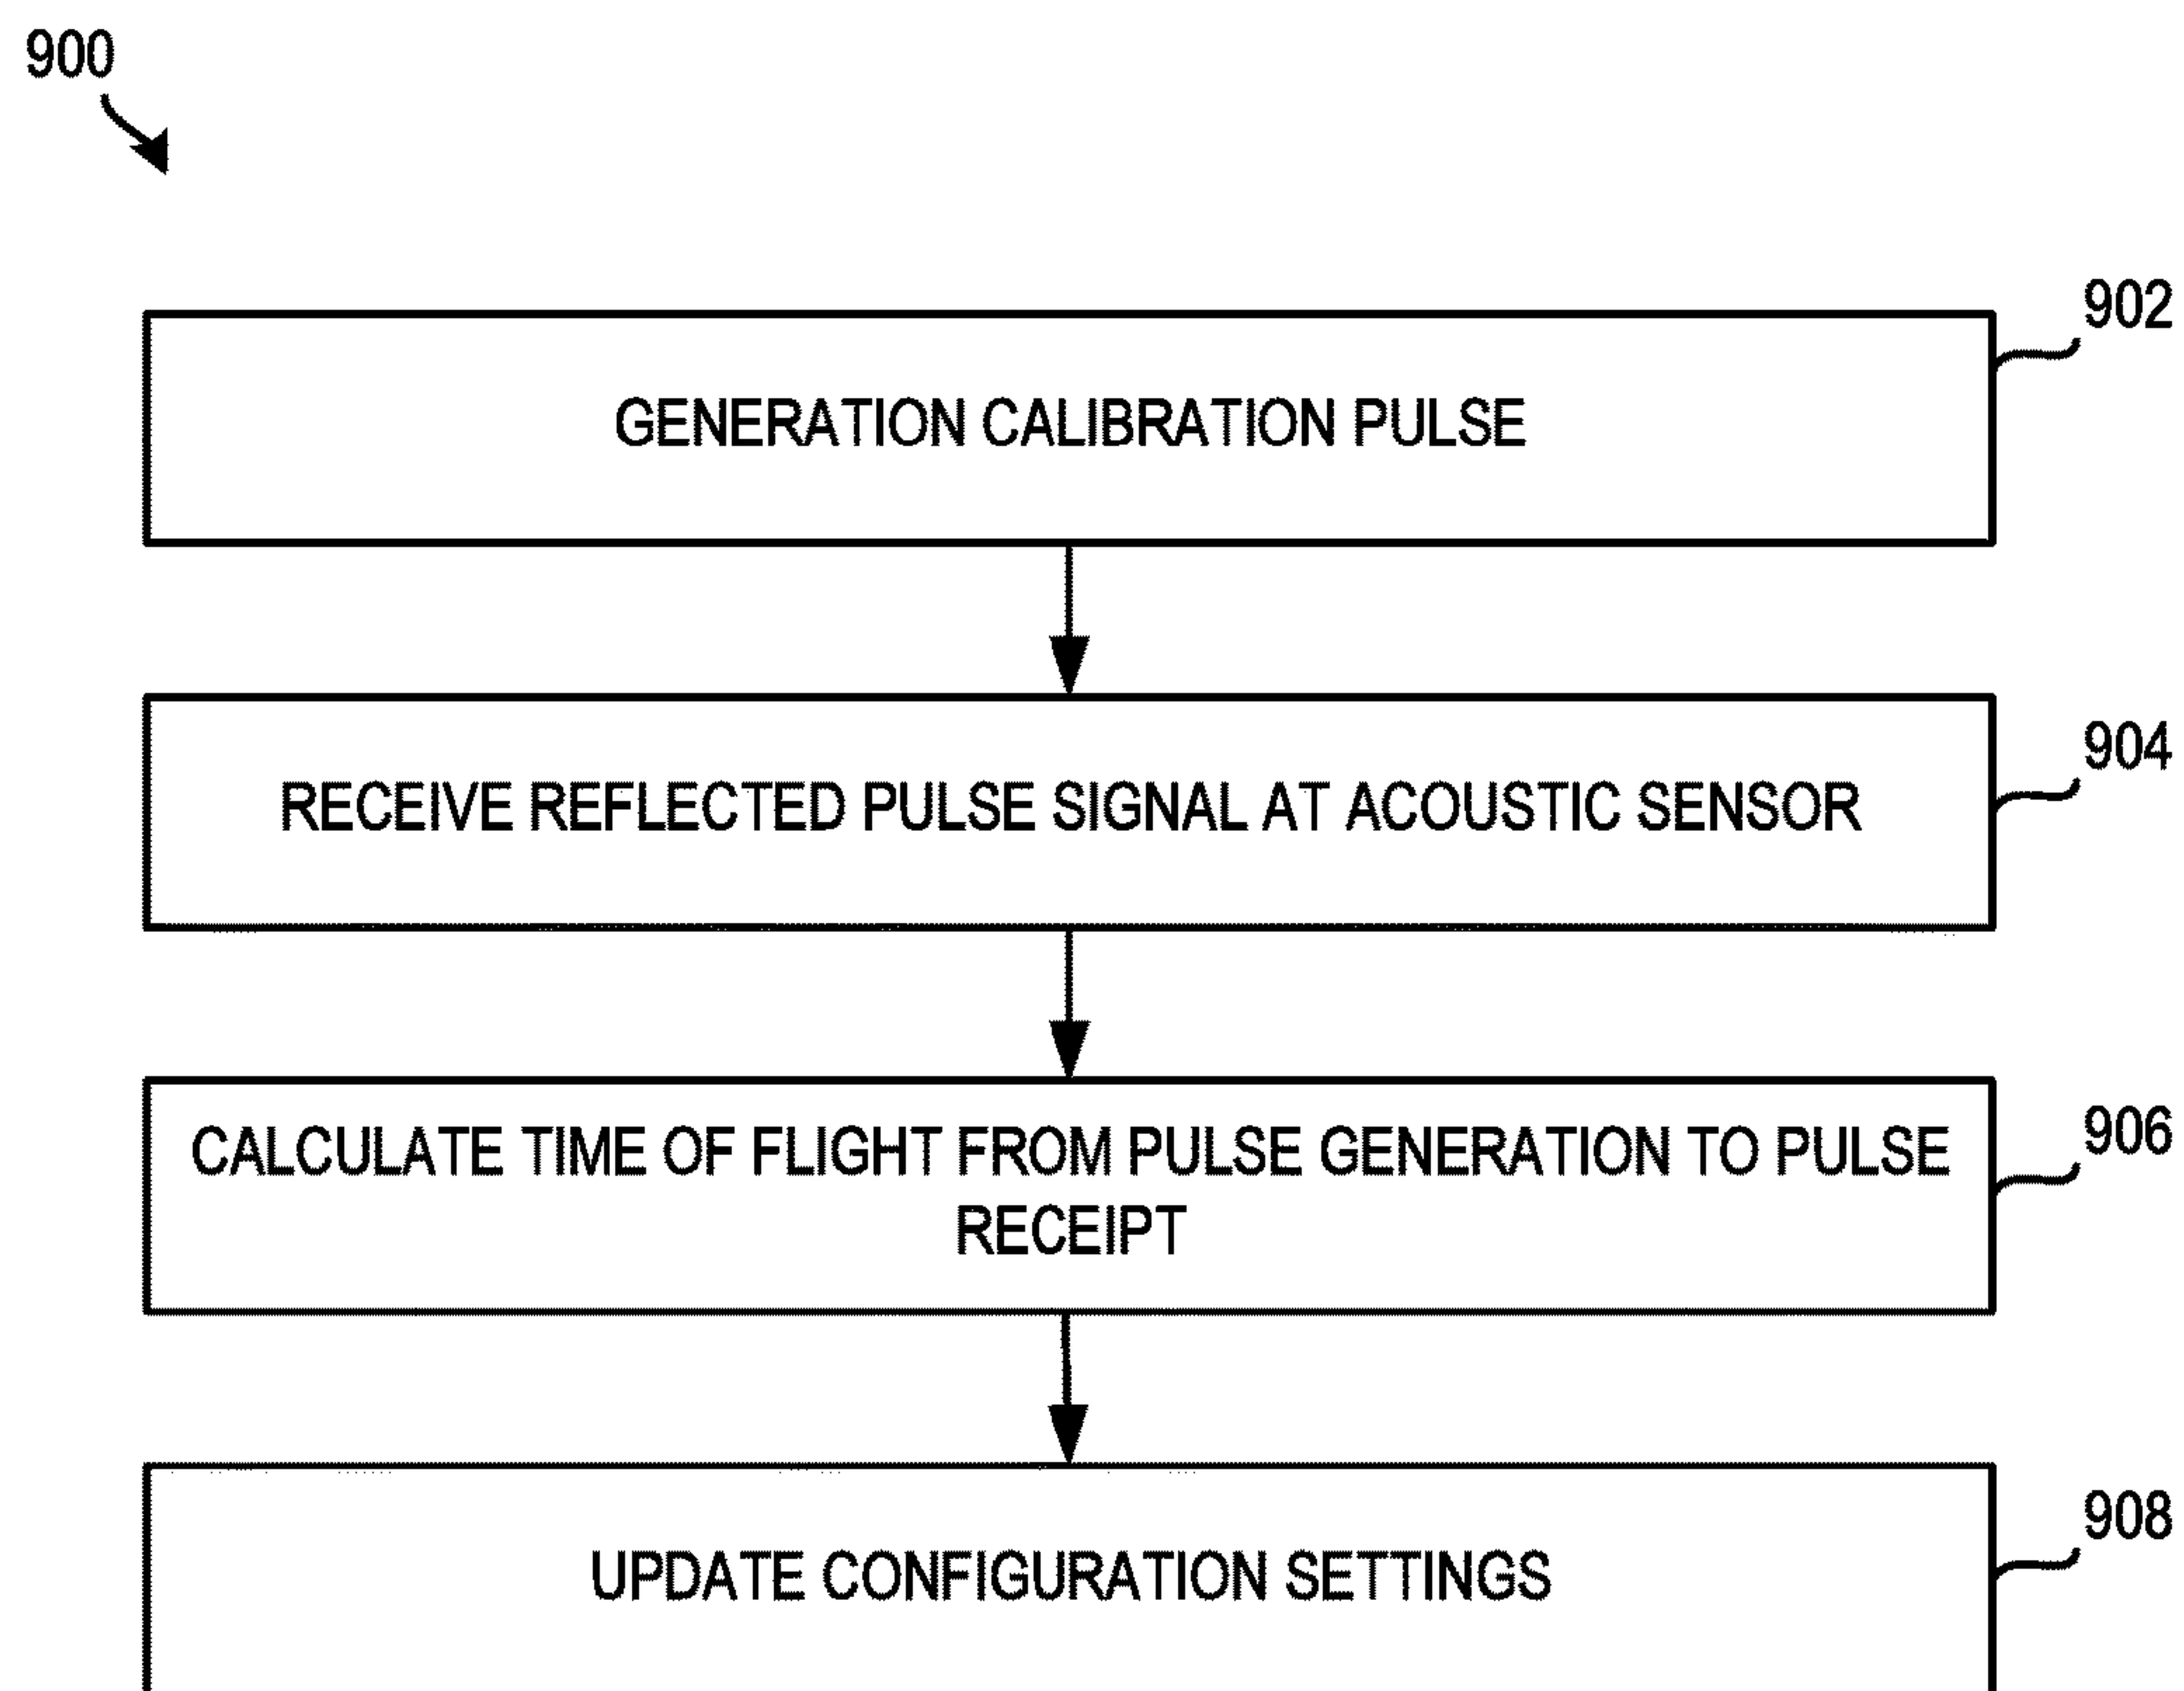 900
902
GENERATION CALIBRATION PULSE
904
RECEIVE REFLECTED PULSE SIGNAL AT ACOUSTIC SENSOR
906
CALCULATE TIME OF FLIGHT FROM PULSE GENERATION TO PULSE
RECEIPT
908
UPDATE CONFIGURATION SETTINGS